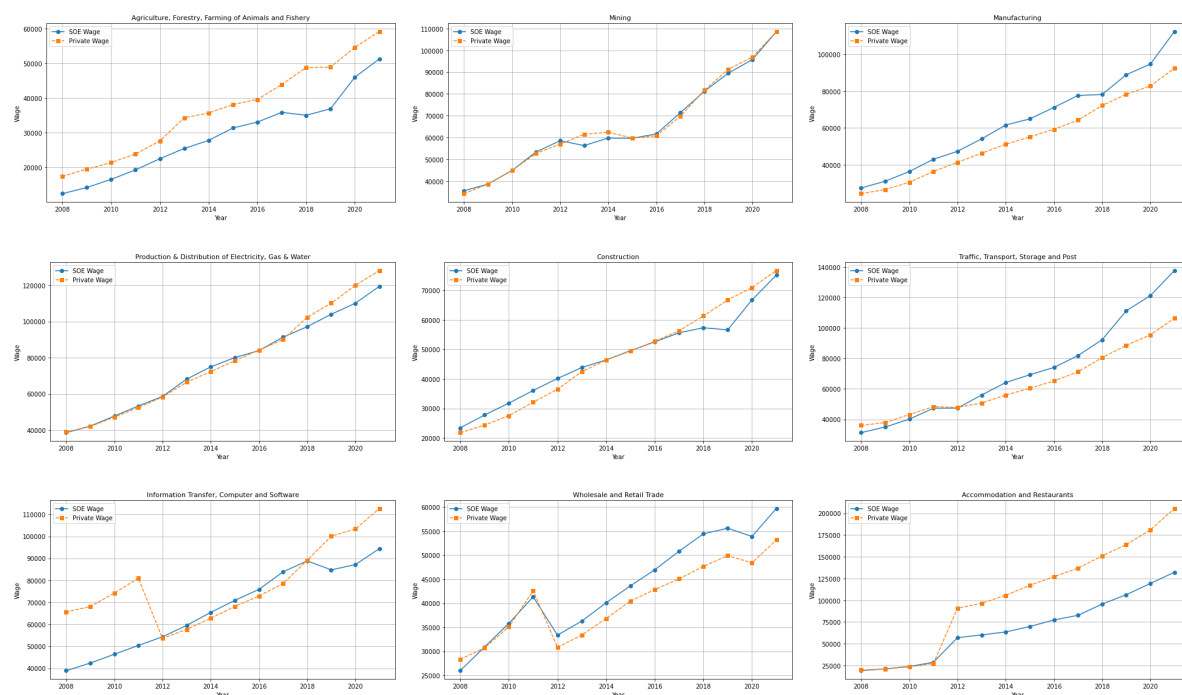 Agriculture, Forestry, Farming of Animals and Fishery
SOE Wage
Private Wage
60000
50000
40000
30000
20000
Wage
2008 2010 2012 2014 2016 2018 2020
Year
Mining
SOE Wage
Private Wage
110000
100000
90000
80000
70000
60000
50000
40000
Wage
2008 2010 2012 2014 2016 2018 2020
Year
Manufacturing
SOE Wage
Private Wage
100000
80000
60000
40000
Wage
2008 2010 2012 2014 2016 2018 2020
Year
Production & Distribution of Electricity, Gas & Water
SOE Wage
Private Wage
120000
100000
80000
60000
40000
Wage
2008 2010 2012 2014 2016 2018 2020
Year
Construction
SOE Wage
Private Wage
70000
60000
50000
40000
30000
20000
Wage
2008 2010 2012 2014 2016 2018 2020
Year
Traffic, Transport, Storage and Post
SOE Wage
Private Wage
140000
120000
100000
80000
60000
40000
Wage
2008 2010 2012 2014 2016 2018 2020
Year
Information Transfer, Computer and Software
SOE Wage
Private Wage
110000
100000
90000
80000
70000
60000
50000
40000
Wage
2008 2010 2012 2014 2016 2018 2020
Wholesale and Retail Trade
SOE Wage
Private Wage
60000
55000
50000
45000
40000
35000
30000
25000
Wage
2008 2010 2012 2014 2016 2018 2020
Accommodation and Restaurants
SOE Wage
Private Wage
200000
175000
150000
125000
100000
75000
50000
25000
Wage
2008 2010 2012 2014 2016 2018 2020